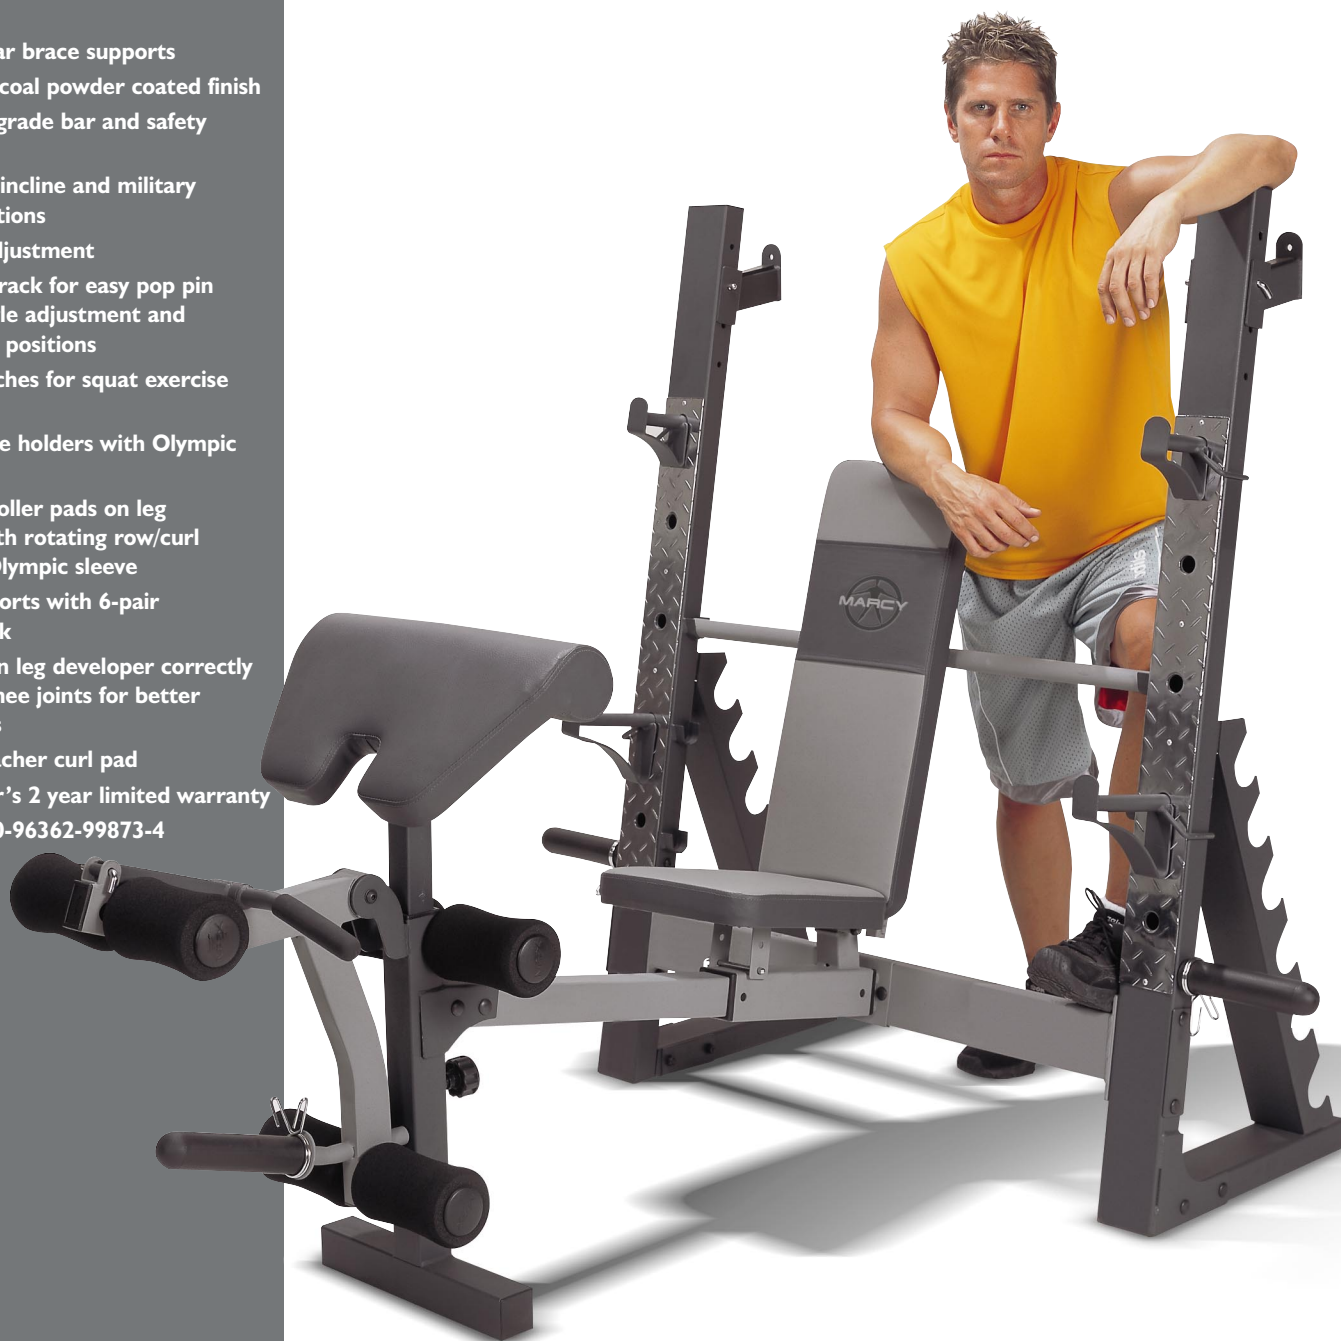 ar brace supports
coal powder coated finish
grade bar and safety
incline and military
tions
djustment
rack for easy pop pin
le adjustment and
positions
ches for squat exercise
e holders with Olympic
oller pads on leg
th rotating row/curl
Olympic sleeve
orts with 6-pair
k
n leg developer correctly
nee joints for better
s
cher curl pad
r's 2 year limited warranty
0-96362-99873-4
MARCY